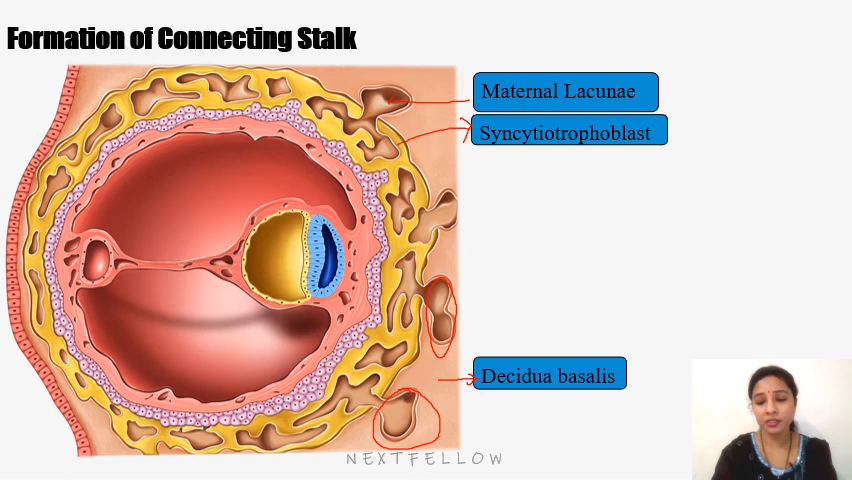 Formation of Connecting Stalk
Maternal Lacunae
Syncytiotrophoblast
Decidua basalis
NEXTFELLOW